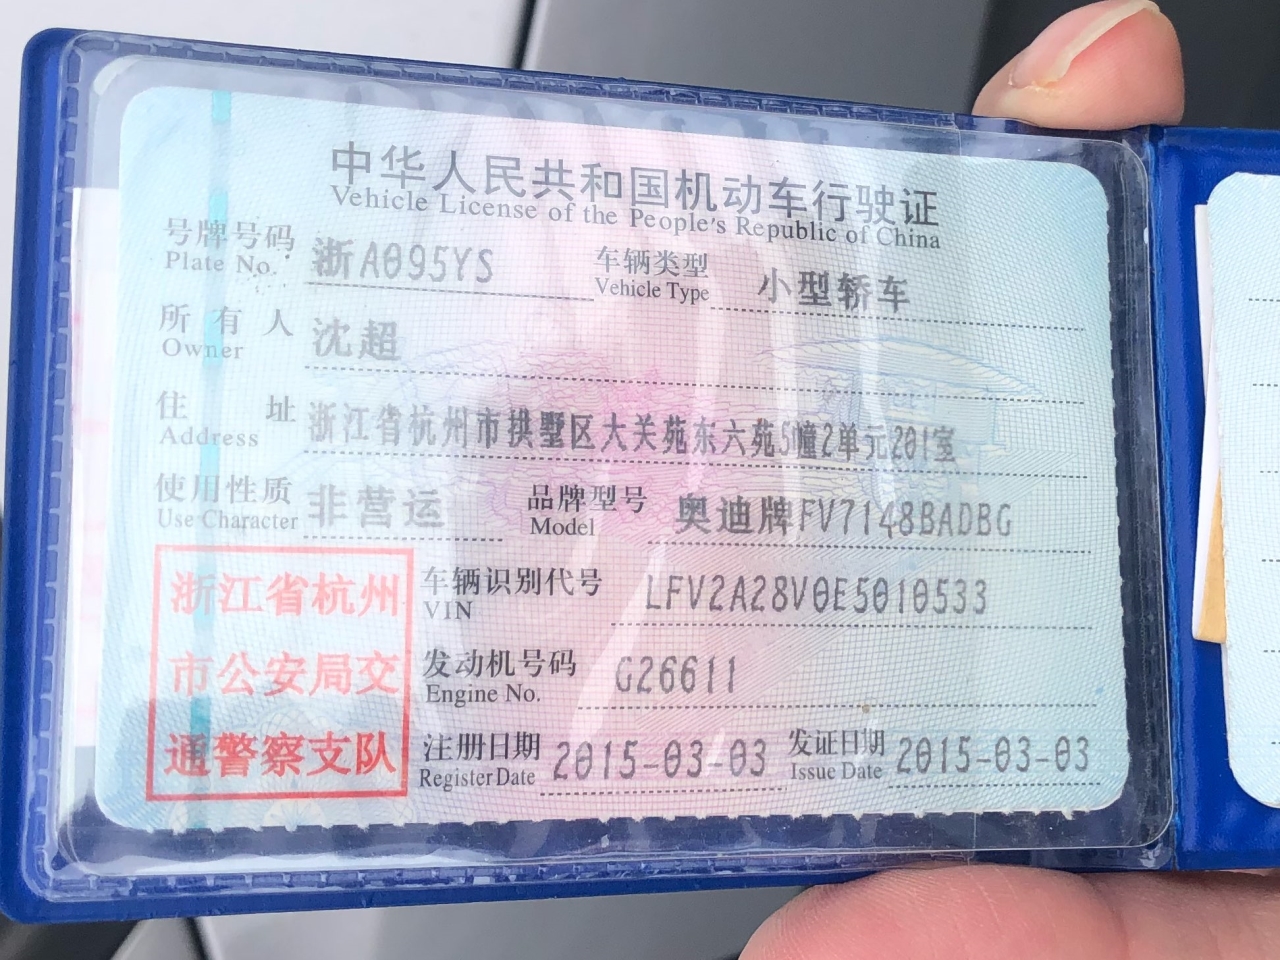 中华人民共和国机动车行驶证
Vehicle License of the People's Republic of China
号牌号码 浙A095YS 车辆类型 小型轿车
Plate No. Vehicle Type
所有人 沈超
Owner
住址 浙江省杭州市拱墅区大关苑东六苑5幢2单元201室
Address
使用性质 非营运 品牌型号 奥迪牌FV7148BADBG
Use Character Model
浙江省杭州
市公安局交
通警察支队
车辆识别代号 LFV2A28V0E5010533
VIN
发动机号码 G26611
Engine No.
注册日期 2015-03-03 发证日期 2015-03-03
Register Date Issue Date